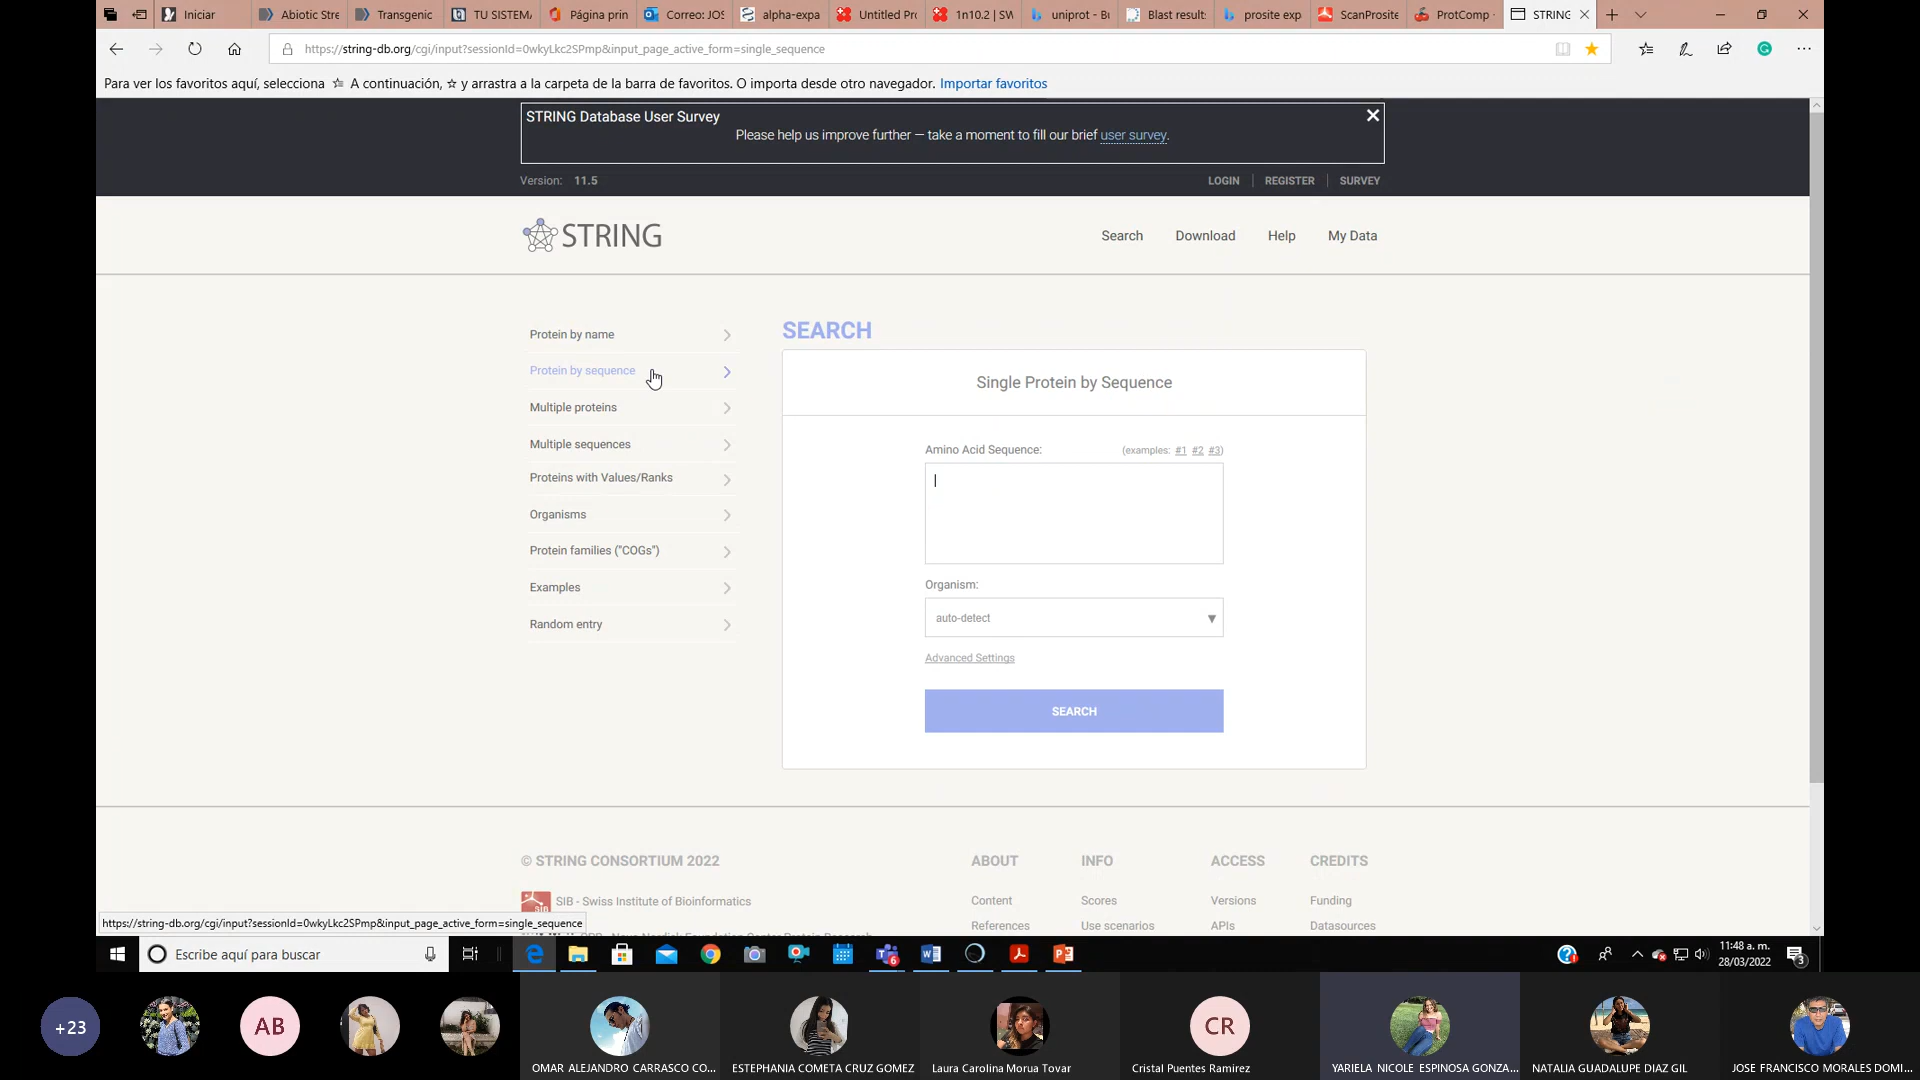 Iniciar
Abiotic Stre
Transgenic
TU SISTEM
Página prin
Correo: JOS
alpha-expa
Untitled Pr
1n10.2 | SW
uniprot - Bi
Blast results
prosite exp
ScanProsite
ProtComp -
STRING
https://string-db.org/cgi/input?sessionId=0wkyLkc2SPmp&input_page_active_form=single_sequence
Para ver los favoritos aquí, selecciona A continuación, y arrastra a la carpeta de la barra de favoritos. O importa desde otro navegador. Importar favoritos
STRING Database User Survey
Please help us improve further — take a moment to fill our brief user survey.
Version: 11.5
LOGIN | REGISTER | SURVEY
STRING
Search Download Help My Data
Protein by name
Protein by sequence
Multiple proteins
Multiple sequences
Proteins with Values/Ranks
Organisms
Protein families ("COGs")
Examples
Random entry
SEARCH
Single Protein by Sequence
Amino Acid Sequence: (examples: #1 #2 #3)
Organism:
auto-detect
Advanced Settings
SEARCH
© STRING CONSORTIUM 2022
SIB - Swiss Institute of Bioinformatics
ABOUT
Content
References
INFO
Scores
Use scenarios
ACCESS
Versions
APIs
CREDITS
Funding
Datasources
https://string-db.org/cgi/input?sessionId=0wkyLkc2SPmp&input_page_active_form=single_sequence
Escribe aquí para buscar
11:48 a. m.
28/03/2022
3
6
+23
AB
CR
OMAR ALEJANDRO CARRASCO CO...
ESTEPHANIA COMETA CRUZ GOMEZ
Laura Carolina Morua Tovar
Cristal Puentes Ramirez
YARIELA NICOLE ESPINOSA GONZA...
NATALIA GUADALUPE DIAZ GIL
JOSE FRANCISCO MORALES DOMI...